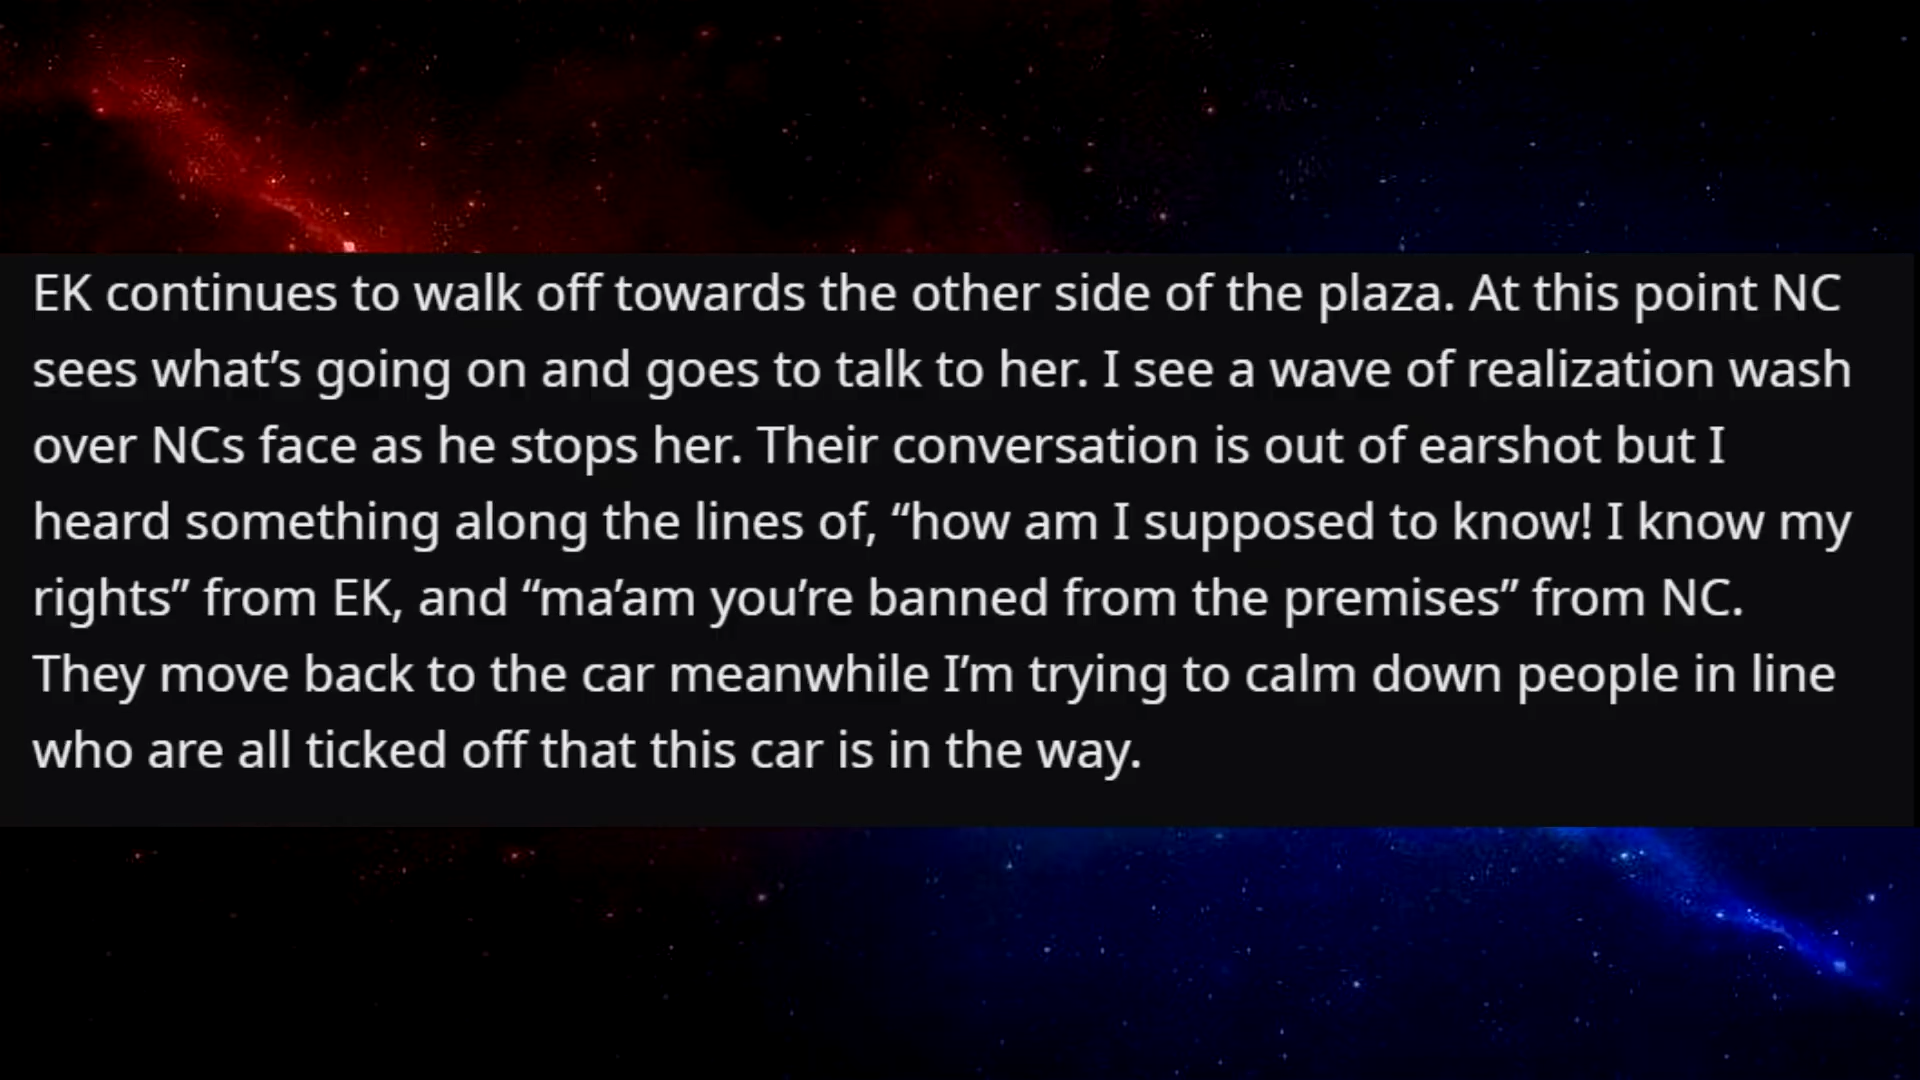 EK continues to walk off towards the other side of the plaza. At this point NC
sees what’s going on and goes to talk to her. I see a wave of realization wash
over NCs face as he stops her. Their conversation is out of earshot but I
heard something along the lines of, “how am I supposed to know! I know my
rights” from EK, and “ma’am you’re banned from the premises” from NC.
They move back to the car meanwhile I’m trying to calm down people in line
who are all ticked off that this car is in the way.